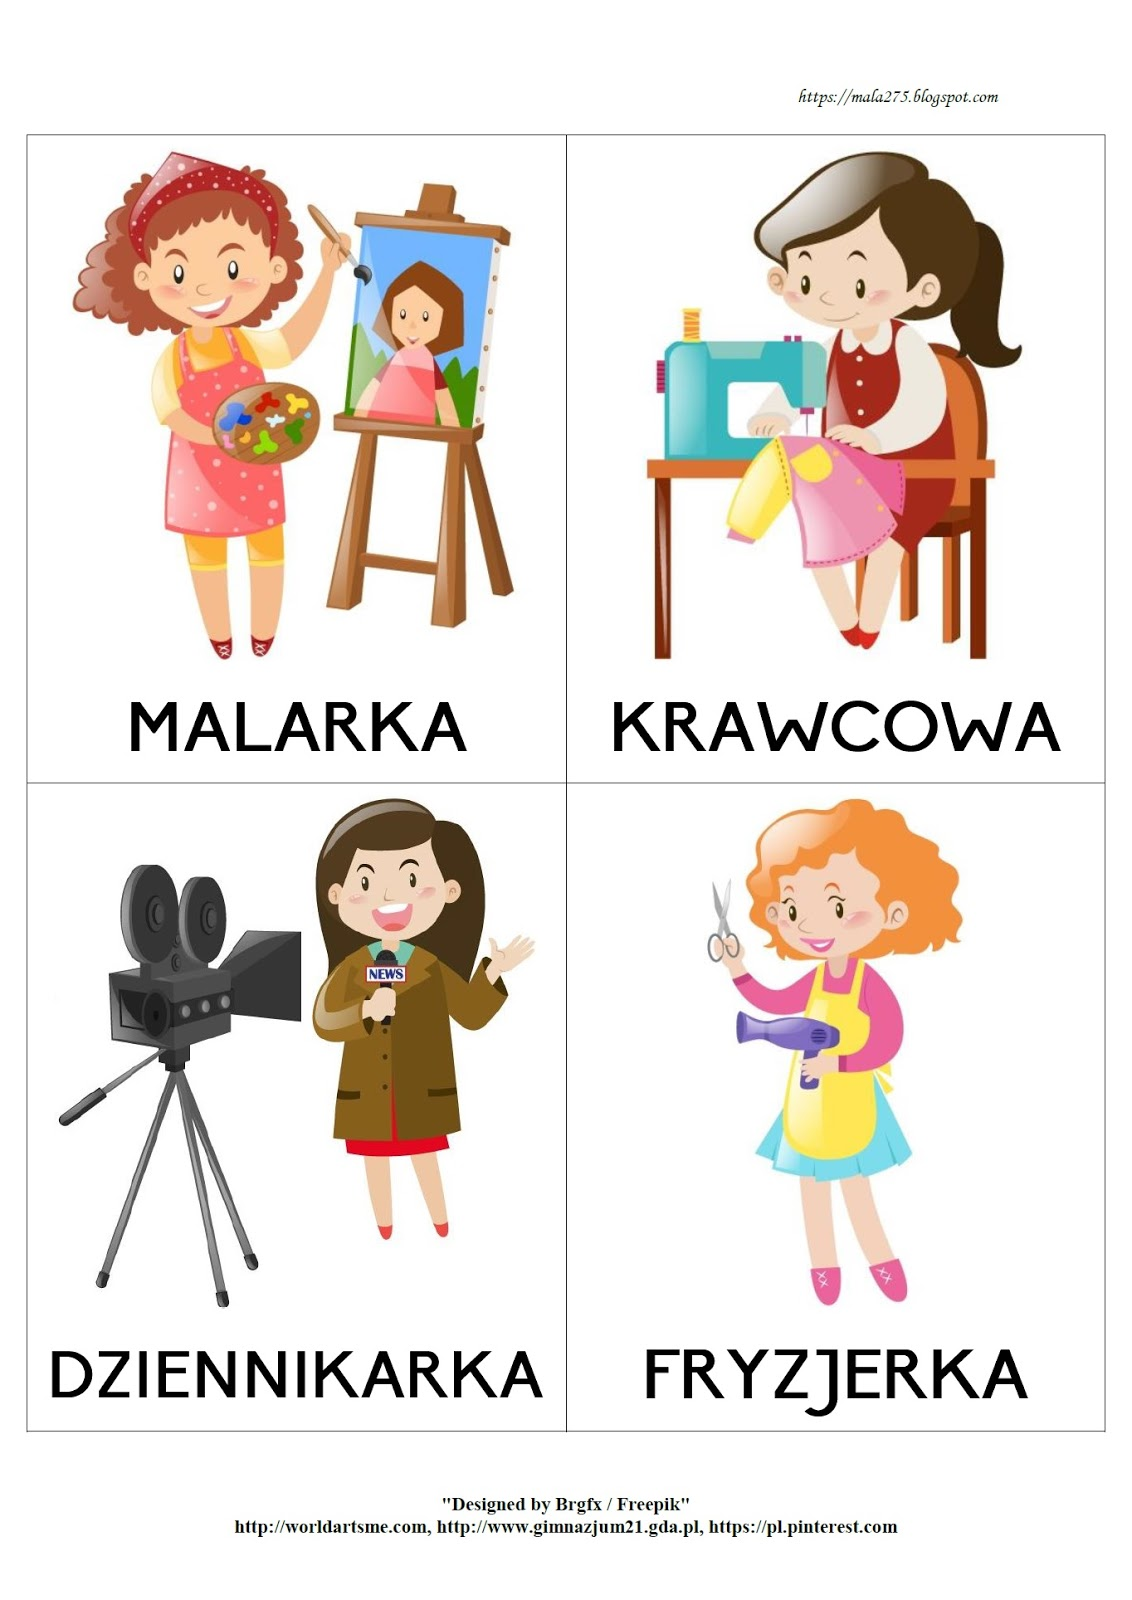 https://mala275.blogspot.com
MALARKA
KRAWCOWA
NEWS
DZIENNIKARKA
FRYZJERKA
"Designed by Brgfx / Freepik"
http://worldartsme.com, http://www.gimnazjum21.gda.pl, https://pl.pinterest.com